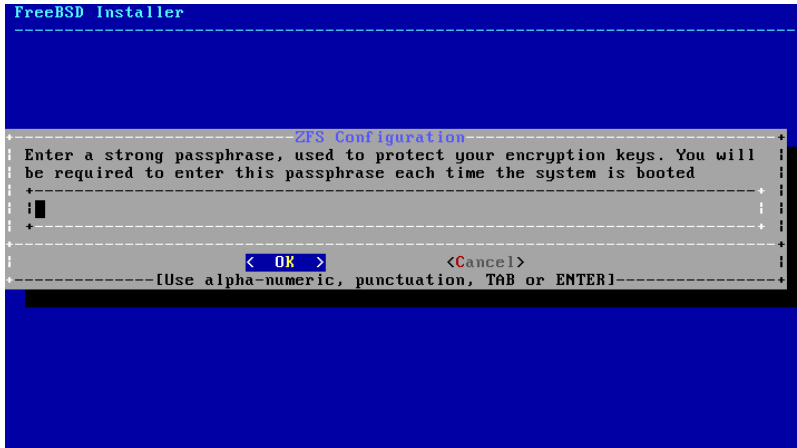 FreeBSD Installer
ZFS Configuration
Enter a strong passphrase, used to protect your encryption keys. You will
be required to enter this passphrase each time the system is booted
< OK > <Cancel>
[Use alpha-numeric, punctuation, TAB or ENTER]